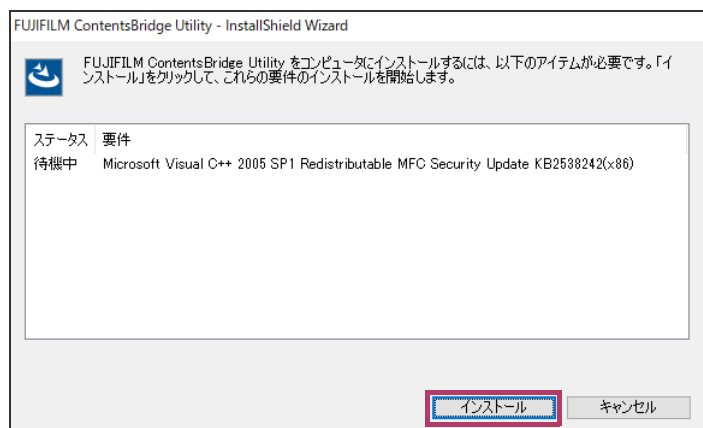 FUJIFILM ContentsBridge Utility - InstallShield Wizard
FUJIFILM ContentsBridge Utility をコンピュータにインストールするには、以下のアイテムが必要です。「イ
ンストール」をクリックして、これらの要件のインストールを開始します。
ステータス 要件
待機中 Microsoft Visual C++ 2005 SP1 Redistributable MFC Security Update KB2538242(x86)
インストール キャンセル